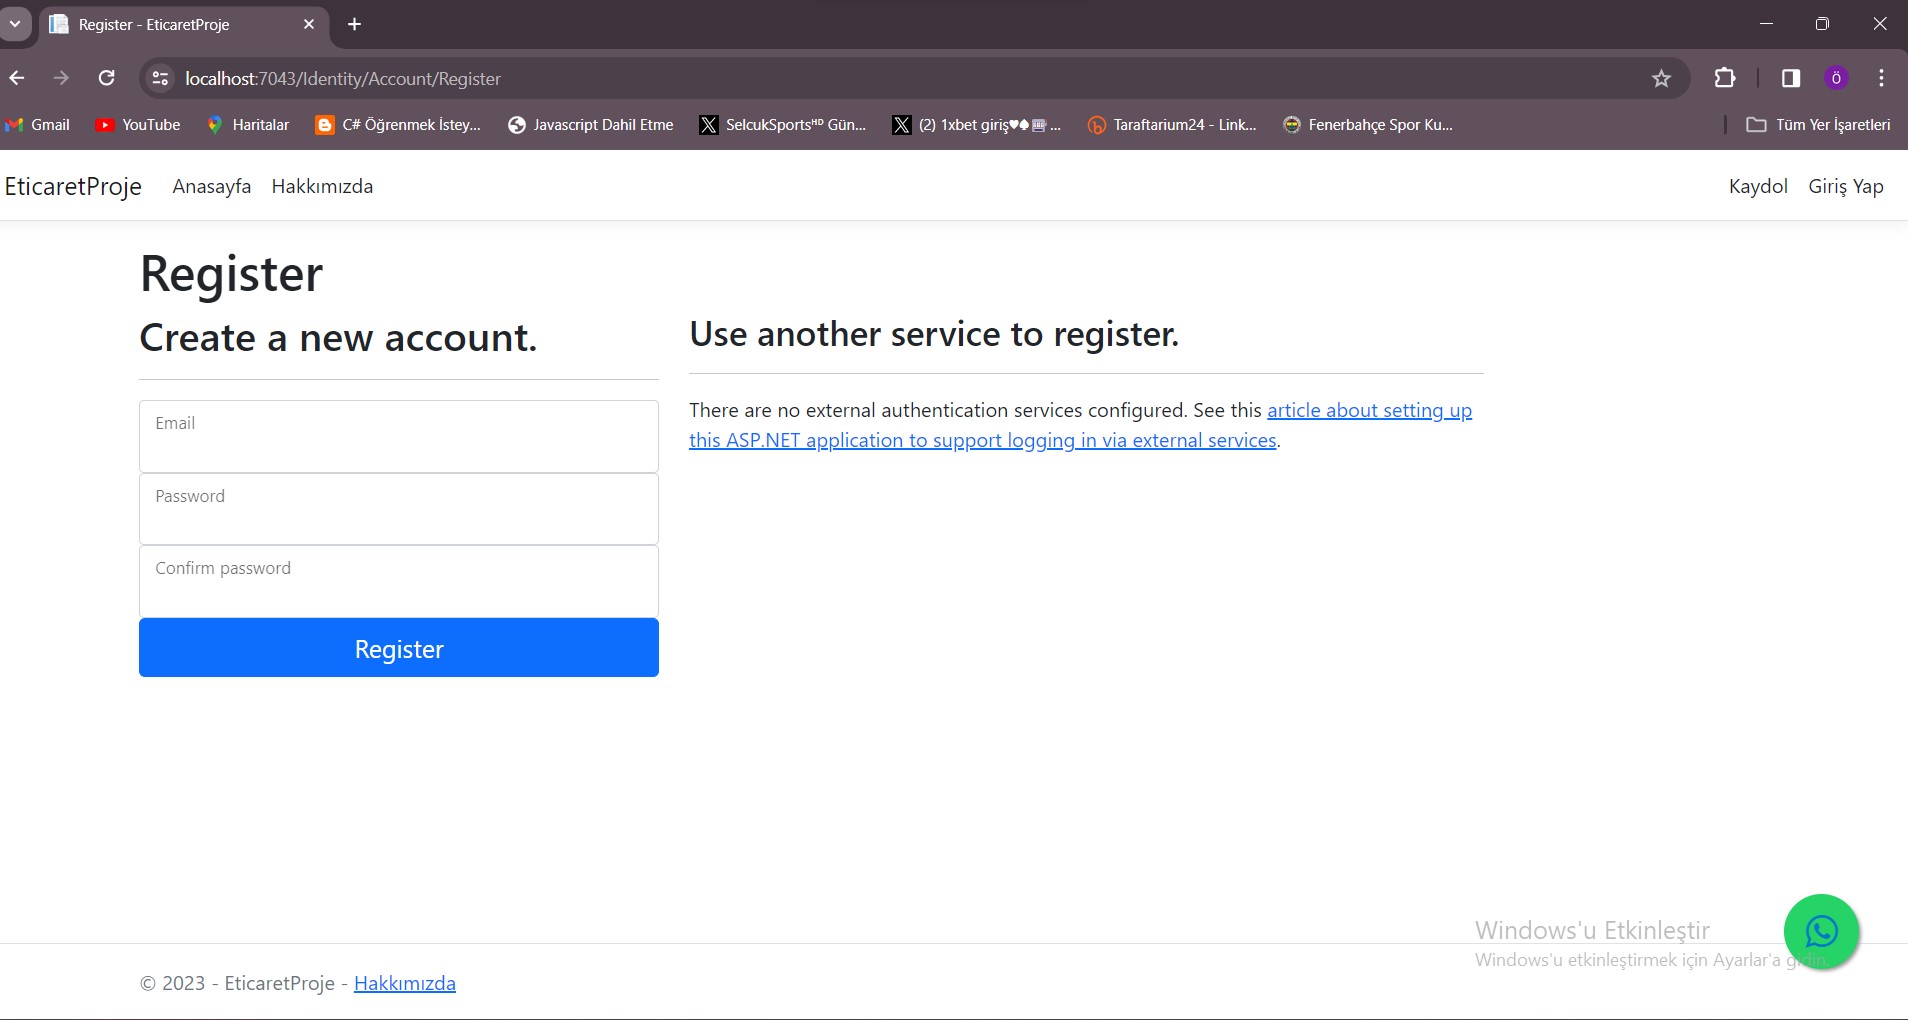 Register - EticaretProje
localhost:7043/Identity/Account/Register
Ö
Gmail
YouTube
Haritalar
C# Öğrenmek İstey...
Javascript Dahil Etme
SelcukSportsᴴᴰ Gün...
(2) 1xbet giriş♥♠🎰 ...
Taraftarium24 - Link...
Fenerbahçe Spor Ku...
Tüm Yer İşaretleri
EticaretProje
Anasayfa
Hakkımızda
Kaydol
Giriş Yap
Register
Create a new account.
Email
Password
Confirm password
Register
Use another service to register.
There are no external authentication services configured. See this article about setting up
this ASP.NET application to support logging in via external services.
Windows'u Etkinleştir
Windows'u etkinleştirmek için Ayarlar'a gidin.
© 2023 - EticaretProje - Hakkımızda